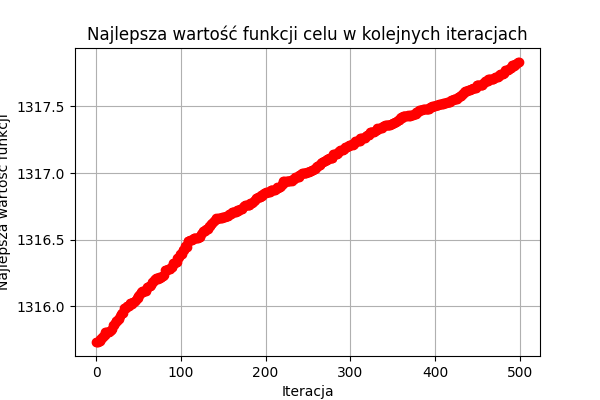 Najlepsza wartość funkcji celu w kolejnych iteracjach
Najlepsza wartość funkcji
1317.5
1317.0
1316.5
1316.0
0 100 200 300 400 500
Iteracja